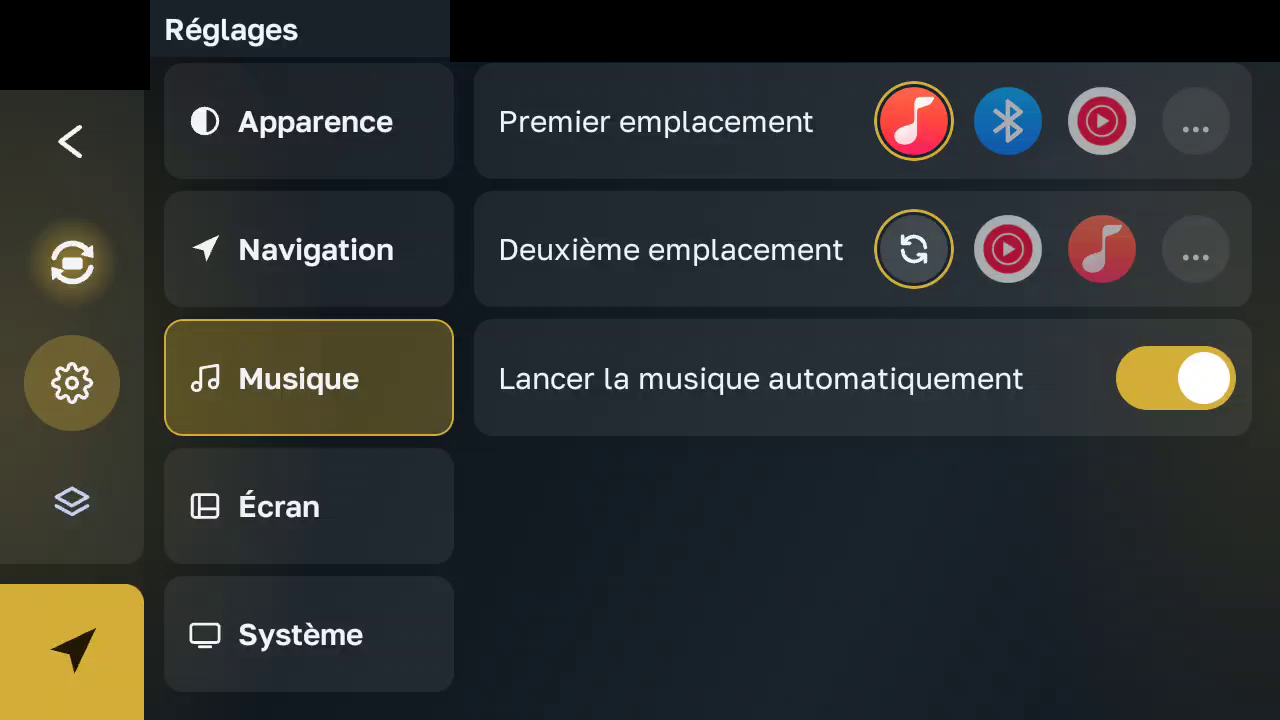 Réglages
Apparence
Premier emplacement
...
Navigation
Deuxième emplacement
...
Musique
Lancer la musique automatiquement
Écran
Système